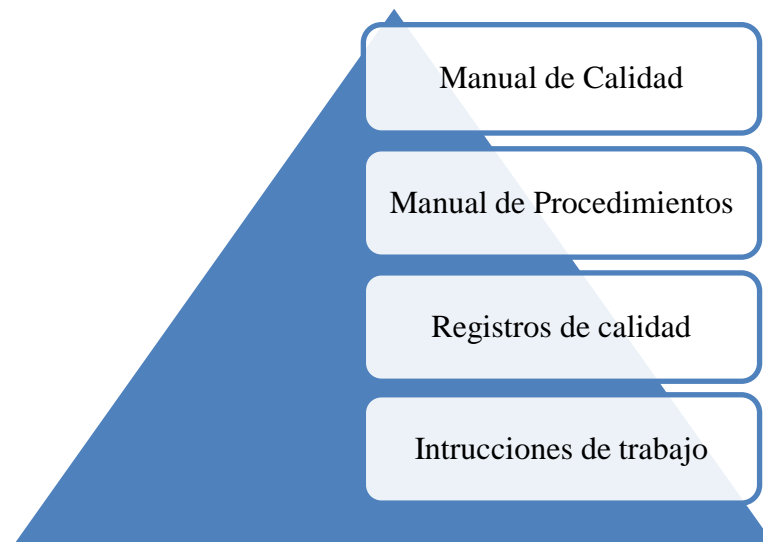 Manual de Calidad
Manual de Procedimientos
Registros de calidad
Intrucciones de trabajo